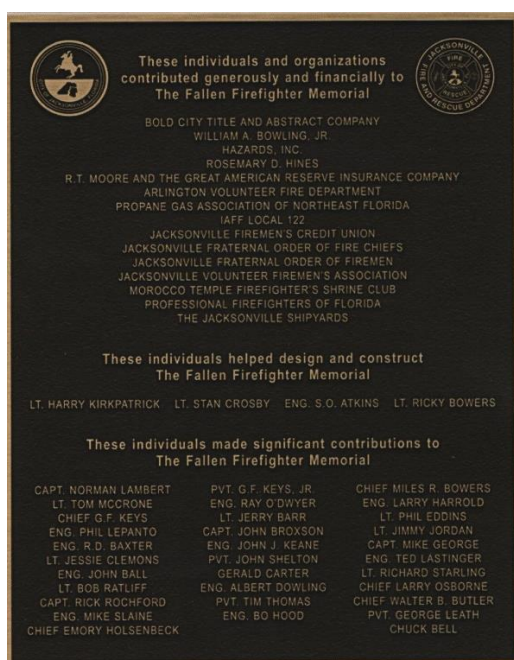 These individuals and organizations
contributed generously and financially to
The Fallen Firefighter Memorial
JACKSONVILLE
FIRE AND RESCUE DEPARTMENT
FIRE
RESCUE
BOLD CITY TITLE AND ABSTRACT COMPANY
WILLIAM A. BOWLING, JR.
HAZARDS, INC.
ROSEMARY D. HINES
R.T. MOORE AND THE GREAT AMERICAN RESERVE INSURANCE COMPANY
ARLINGTON VOLUNTEER FIRE DEPARTMENT
PROPANE GAS ASSOCIATION OF NORTHEAST FLORIDA
IAFF LOCAL 122
JACKSONVILLE FIREMEN'S CREDIT UNION
JACKSONVILLE FRATERNAL ORDER OF FIRE CHIEFS
JACKSONVILLE FRATERNAL ORDER OF FIREMEN
JACKSONVILLE VOLUNTEER FIREMEN'S ASSOCIATION
MOROCCO TEMPLE FIREFIGHTER'S SHRINE CLUB
PROFESSIONAL FIREFIGHTERS OF FLORIDA
THE JACKSONVILLE SHIPYARDS
These individuals helped design and construct
The Fallen Firefighter Memorial
LT. HARRY KIRKPATRICK LT. STAN CROSBY ENG. S.O. ATKINS LT. RICKY BOWERS
These individuals made significant contributions to
The Fallen Firefighter Memorial
CAPT. NORMAN LAMBERT
LT. TOM MCCRONE
CHIEF G.F. KEYS
ENG. PHIL LEPANTO
ENG. R.D. BAXTER
LT. JESSIE CLEMONS
ENG. JOHN BALL
LT. BOB RATLIFF
CAPT. RICK ROCHFORD
ENG. MIKE SLAINE
CHIEF EMORY HOLSENBECK
PVT. G.F. KEYS, JR.
ENG. RAY O'DWYER
LT. JERRY BARR
CAPT. JOHN BROXSON
ENG. JOHN J. KEANE
PVT. JOHN SHELTON
GERALD CARTER
ENG. ALBERT DOWLING
PVT. TIM THOMAS
ENG. BO HOOD
CHIEF MILES R. BOWERS
ENG. LARRY HARROLD
LT. PHIL EDDINS
LT. JIMMY JORDAN
CAPT. MIKE GEORGE
ENG. TED LASTINGER
LT. RICHARD STARLING
CHIEF LARRY OSBORNE
CHIEF WALTER B. BUTLER
PVT. GEORGE LEATH
CHUCK BELL